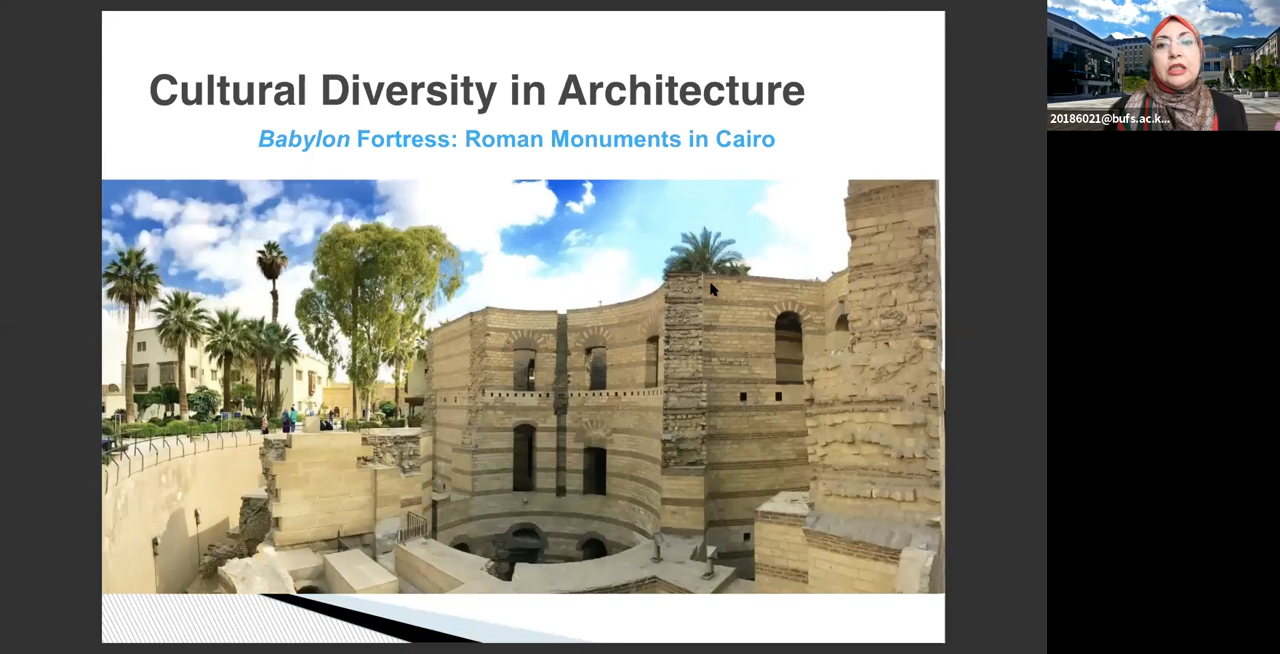 Cultural Diversity in Architecture
Babylon Fortress: Roman Monuments in Cairo
20186021@bufs.ac.k...